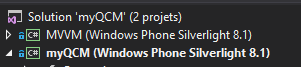 Solution 'myQCM' (2 projets)
C# MVVM (Windows Phone Silverlight 8.1)
C# myQCM (Windows Phone Silverlight 8.1)